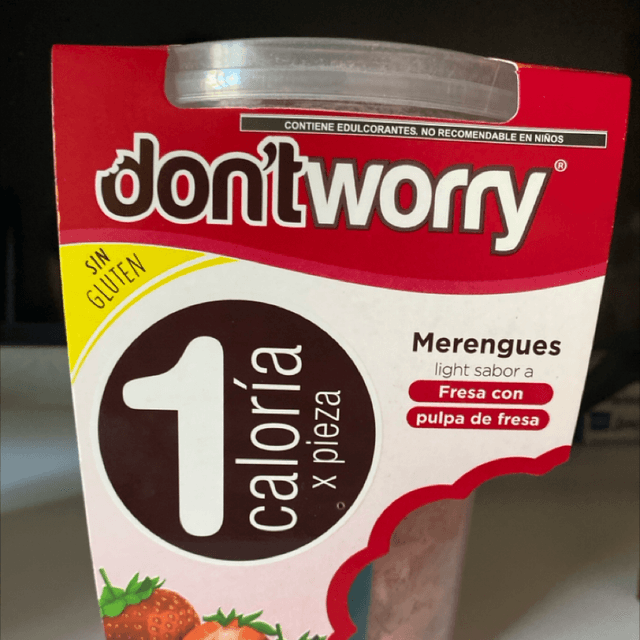 CONTIENE EDULCORANTES. NO RECOMENDABLE EN NIÑOS
don'tworry®
SIN
GLUTEN
1
caloría
x pieza
Merengues
light sabor a
Fresa con
pulpa de fresa